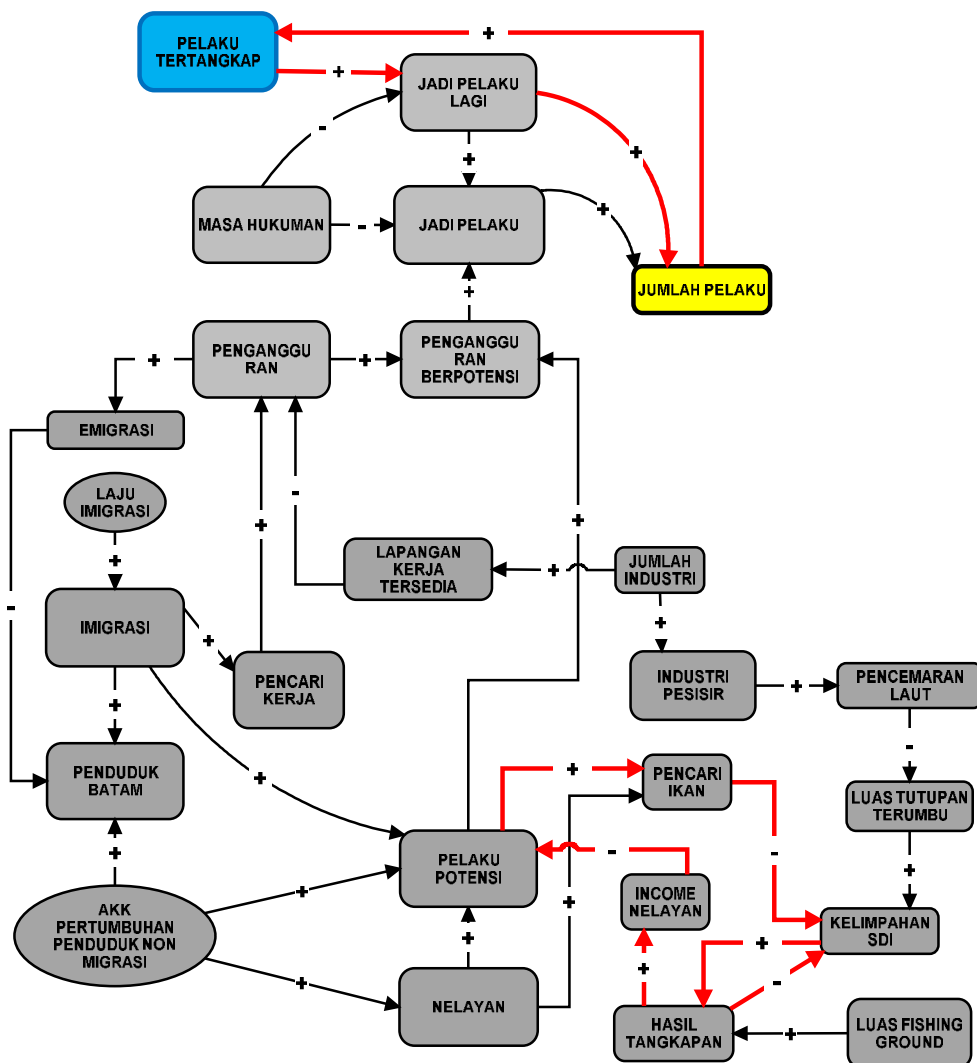 PELAKU
TERTANGKAP
+
+
JADI PELAKU
LAGI
-
+
+
MASA HUKUMAN
-
JADI PELAKU
+
JUMLAH PELAKU
+
PENGANGGU
RAN
+
+
PENGANGGU
RAN
BERPOTENSI
EMIGRASI
LAJU
IMIGRASI
-
+
+
+
LAPANGAN
KERJA
TERSEDIA
+
JUMLAH
INDUSTRI
-
IMIGRASI
+
+
PENCARI
KERJA
INDUSTRI
PESISIR
+
PENCEMARAN
LAUT
+
-
PENDUDUK
BATAM
+
+
PENCARI
IKAN
LUAS TUTUPAN
TERUMBU
+
-
-
+
PELAKU
POTENSI
AKK
PERTUMBUHAN
PENDUDUK NON
MIGRASI
+
+
+
INCOME
NELAYAN
KELIMPAHAN
SDI
+
+
+
-
NELAYAN
HASIL
TANGKAPAN
+
LUAS FISHING
GROUND